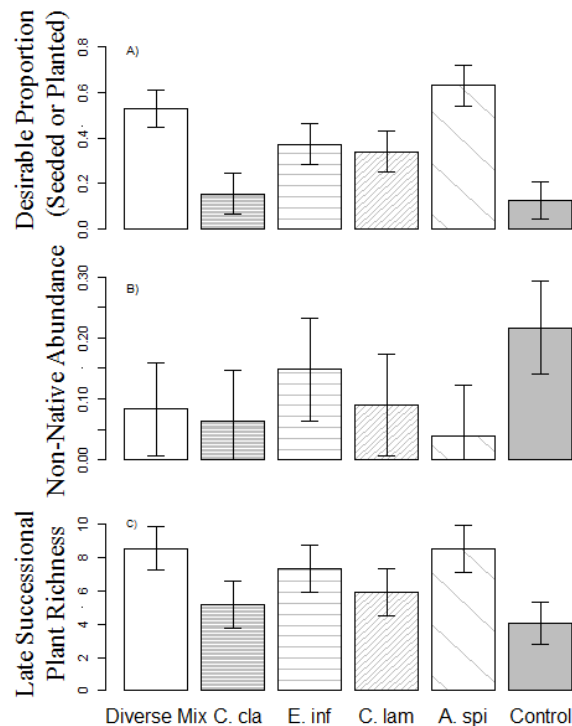 Desirable Proportion
(Seeded or Planted)
A)
0.8
0.6
0.4
0.2
0.0
Non-Native Abundance
B)
0.30
0.20
0.10
0.00
Late Successional
Plant Richness
C)
10
8
6
4
2
0
Diverse Mix C. cla E. inf C. lam A. spi Control